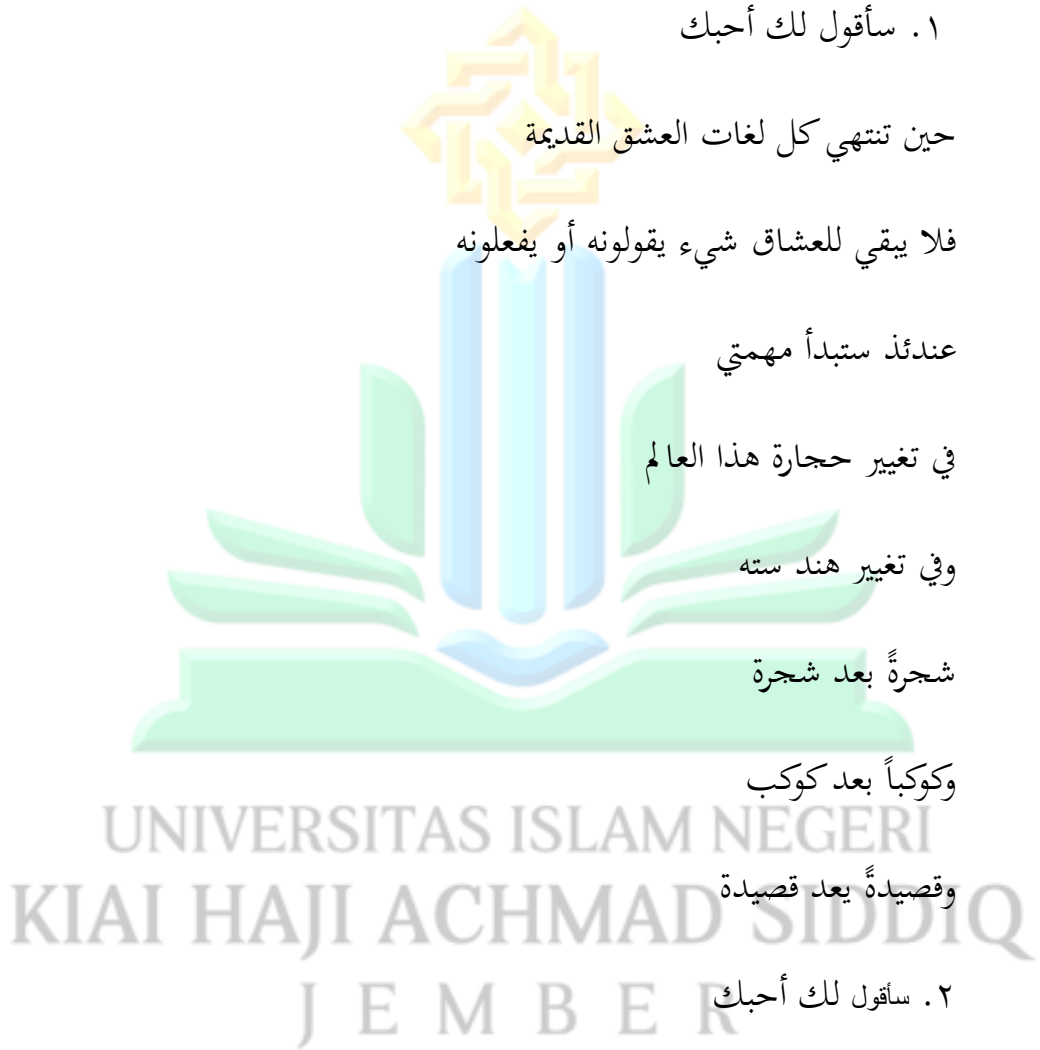 ١. سأقول لك أحبك
حين تنتهي كل لغات العشق القديمة
فلا يبقي للعشاق شيء يقولونه أو يفعلونه
عندئذ ستبدأ مهمتي
في تغيير حجارة هذا العالم
وفي تغيير هند سته
شجرةً بعد شجرة
وكوكباً بعد كوكب
وقصيدةً يعد قصيدة
٢. سأقول لك أحبك
UNIVERSITAS ISLAM NEGERI
KIAI HAJI ACHMAD SIDDIQ
JEMBER